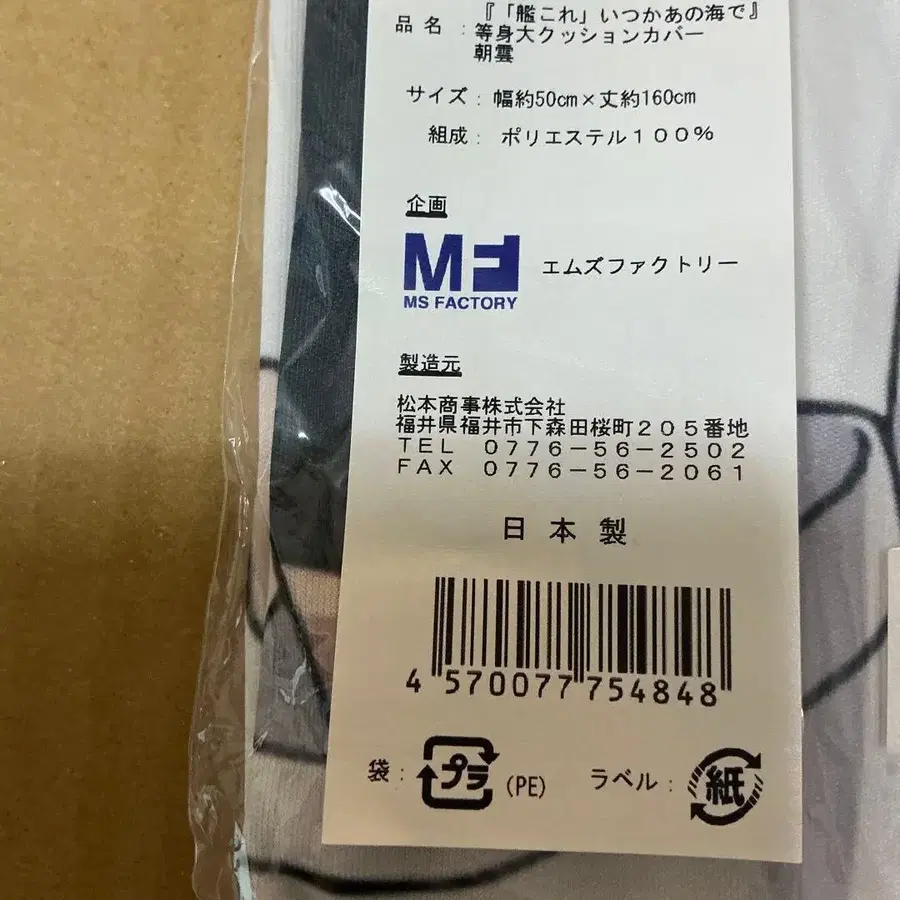 『「艦これ」いつかあの海で』
品 名 : 等身大クッションカバー
朝雲
サイズ : 幅約50cm×丈約160cm
組成 : ポリエステル１００％
企画
MF エムズファクトリー
MS FACTORY
製造元
松本商事株式会社
福井県福井市下森田桜町２０５番地
ＴＥＬ ０７７６－５６－２５０２
ＦＡＸ ０７７６－５６－２０６１
日 本 製
4 570077 754848
袋 : プラ (PE) ラベル : 紙